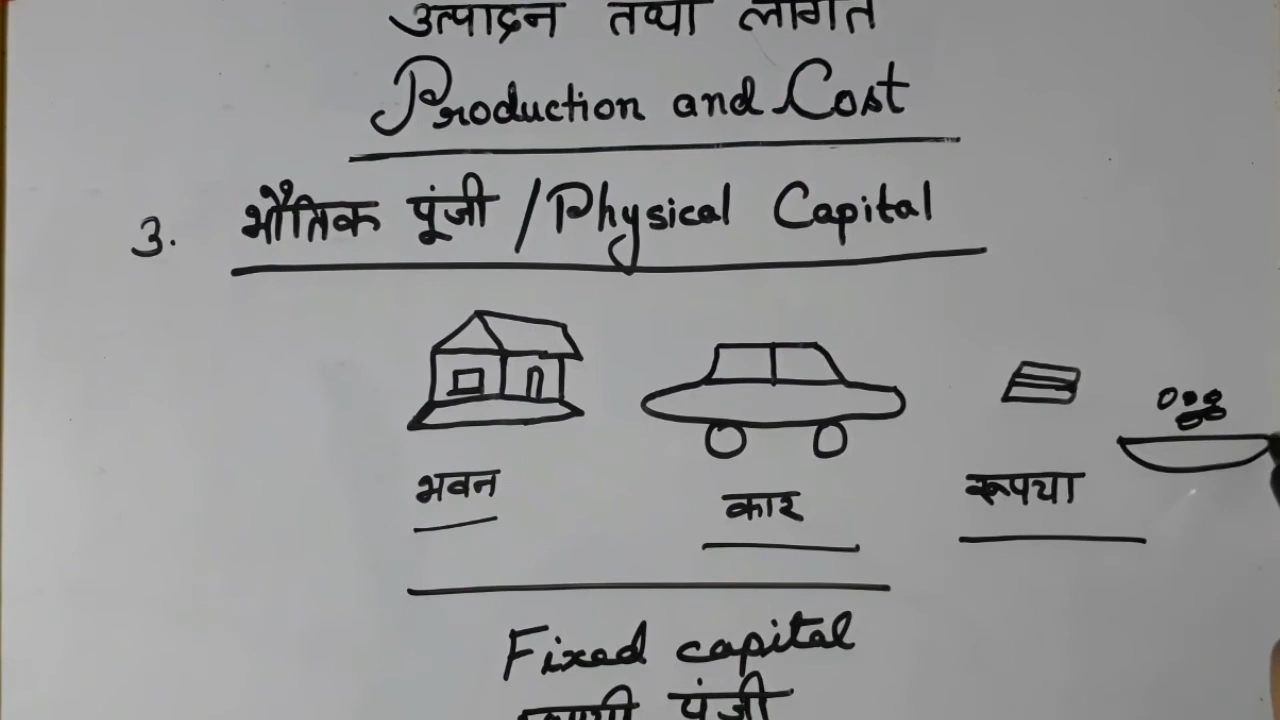 उत्पादन तथा लागत
Production and Cost
3. भौतिक पूंजी / Physical Capital
भवन कार रूपया
Fixed capital
पूंजी